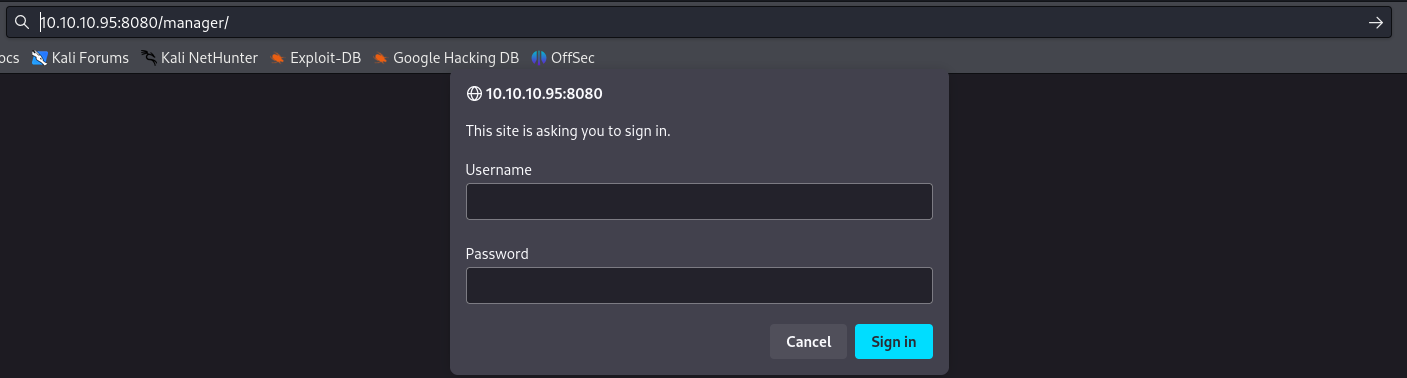 10.10.10.95:8080/manager/
ocs Kali Forums Kali NetHunter Exploit-DB Google Hacking DB OffSec
10.10.10.95:8080
This site is asking you to sign in.
Username
Password
Cancel Sign in